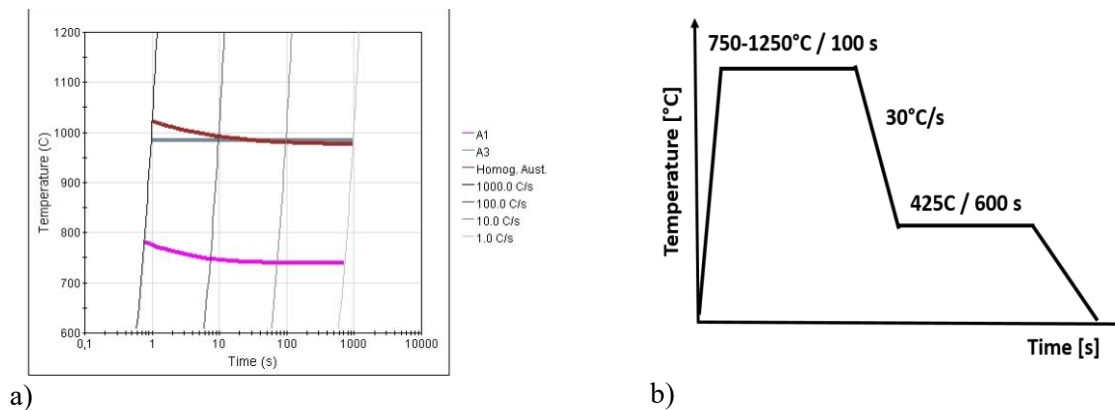 1200
1100
1000
900
800
700
600
Temperature (C)
0,1
1
10
100
1000
10000
Time (s)
A1
A3
Homog. Aust.
1000.0 C/s
100.0 C/s
10.0 C/s
1.0 C/s
a)
750-1250°C / 100 s
30°C/s
425C / 600 s
Temperature [°C]
Time [s]
b)